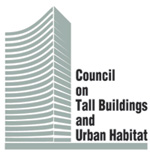 Council
on
Tall Buildings
and
Urban Habitat